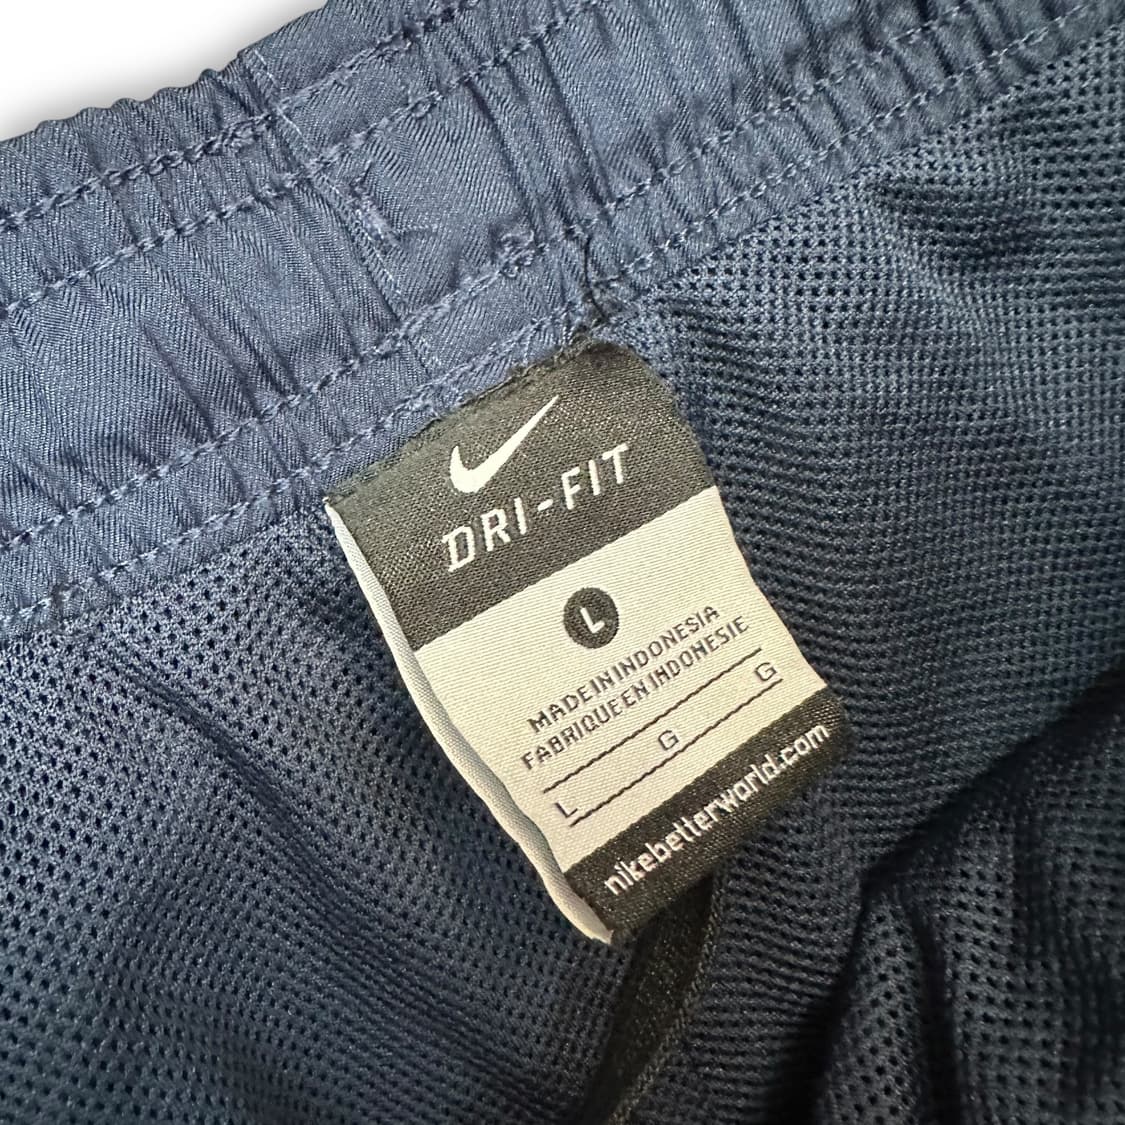 DRI-FIT
L
MADE IN INDONESIA
FABRIQUE EN INDONESIE
L G G
nikebetterworld.com